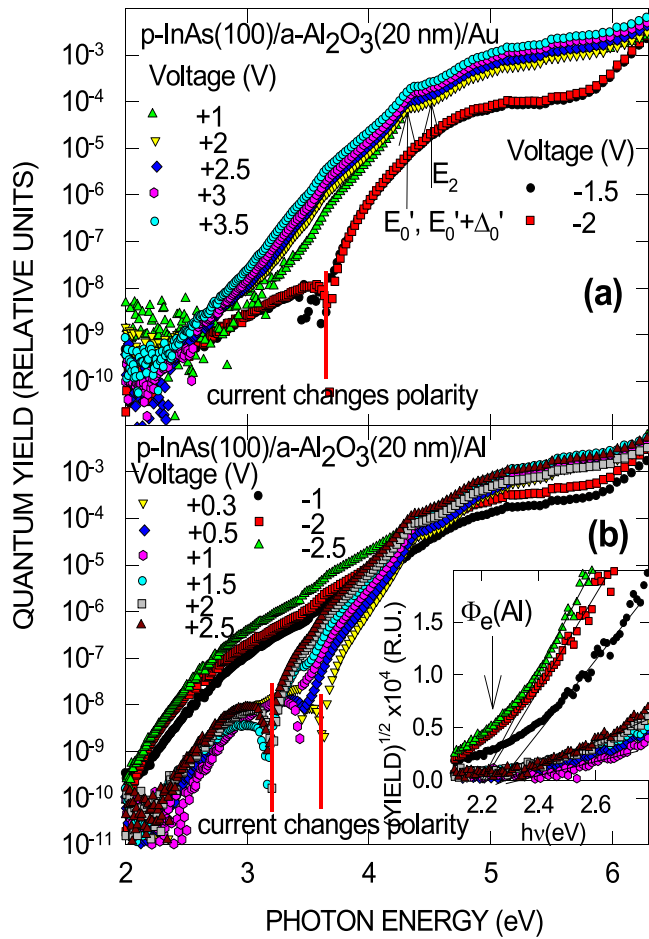 p-InAs(100)/a-Al₂O₃(20 nm)/Au
Voltage (V)
+1
+2
+2.5
+3
+3.5
E₂
E₀', E₀'+Δ₀'
Voltage (V)
-1.5
-2
(a)
current changes polarity
10⁻³
10⁻⁴
10⁻⁵
10⁻⁶
10⁻⁷
10⁻⁸
10⁻⁹
10⁻¹⁰
QUANTUM YIELD (RELATIVE UNITS)
p-InAs(100)/a-Al₂O₃(20 nm)/Al
Voltage (V)
+0.3
+0.5
+1
+1.5
+2
+2.5
-1
-2
-2.5
(b)
current changes polarity
10⁻³
10⁻⁴
10⁻⁵
10⁻⁶
10⁻⁷
10⁻⁸
10⁻⁹
10⁻¹⁰
10⁻¹¹
Φₑ(Al)
(YIELD)¹ᐟ² x10⁴ (R.U.)
1.5
1.0
0.5
0.0
2.2 2.4 2.6
hν(eV)
2 3 4 5 6
PHOTON ENERGY (eV)